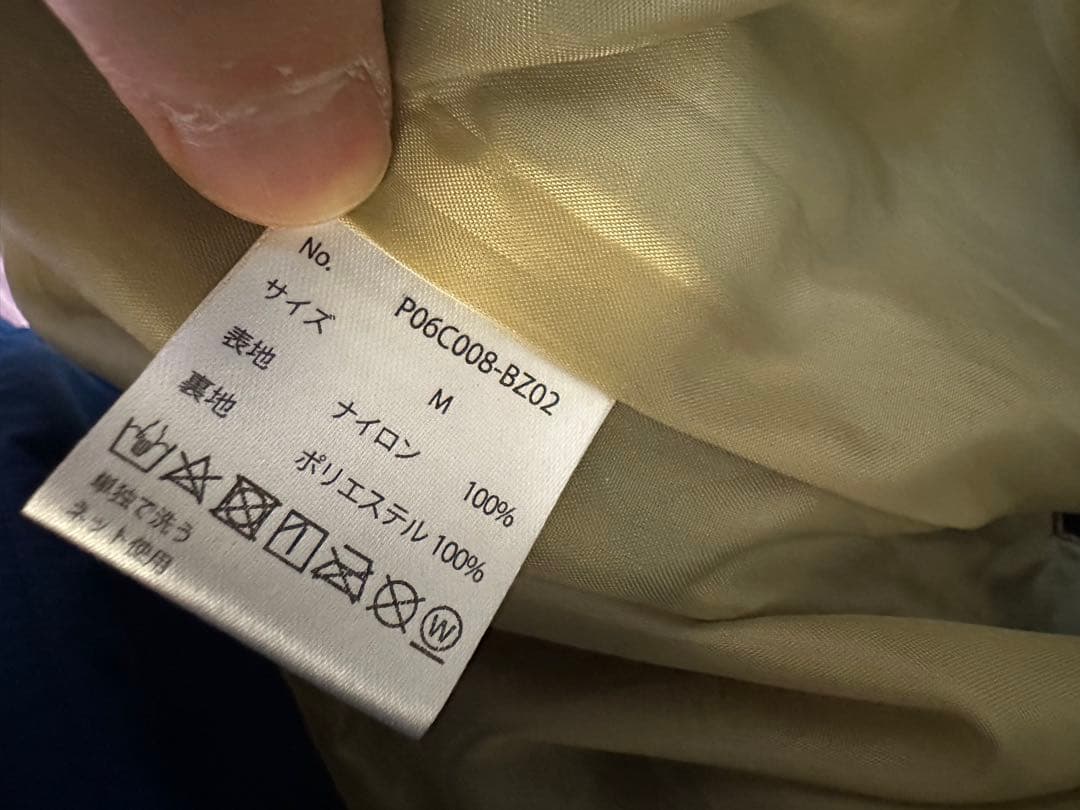 No. P06C008-BZ02
サイズ M
表地 ナイロン 100%
裏地 ポリエステル 100%
W
単独で洗う
ネット使用